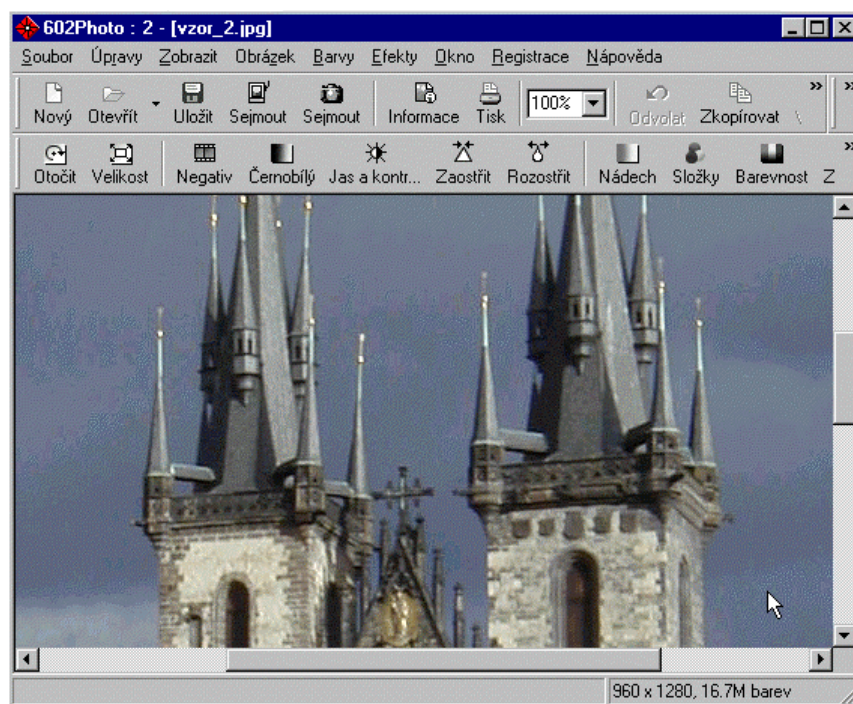 602Photo : 2 - [vzor_2.jpg]
Soubor Úpravy Zobrazit Obrázek Barvy Efekty Okno Registrace Nápověda
Nový Otevřít Uložit Sejmout Sejmout Informace Tisk 100% Odvolat Zkopírovat
Otočit Velikost Negativ Černobílý Jas a kontr... Zaostřit Rozostřit Nádech Složky Barevnost Z
960 x 1280, 16.7M barev